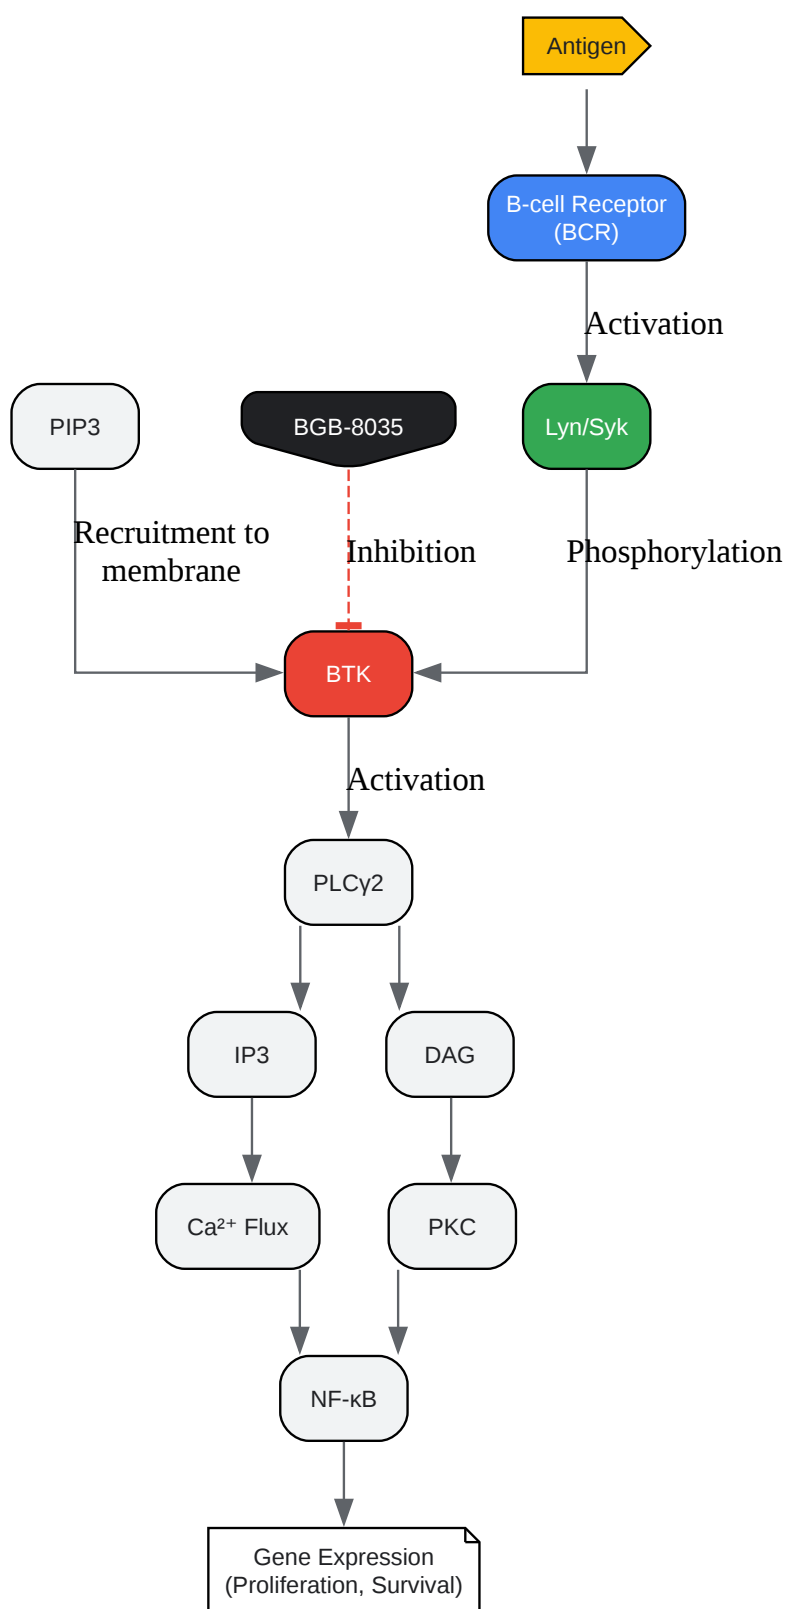 Antigen
B-cell Receptor
(BCR)
Activation
PIP3
BGB-8035
Lyn/Syk
Recruitment to
membrane
Inhibition
Phosphorylation
BTK
Activation
PLCγ2
IP3
DAG
Ca²⁺ Flux
PKC
NF-κB
Gene Expression
(Proliferation, Survival)